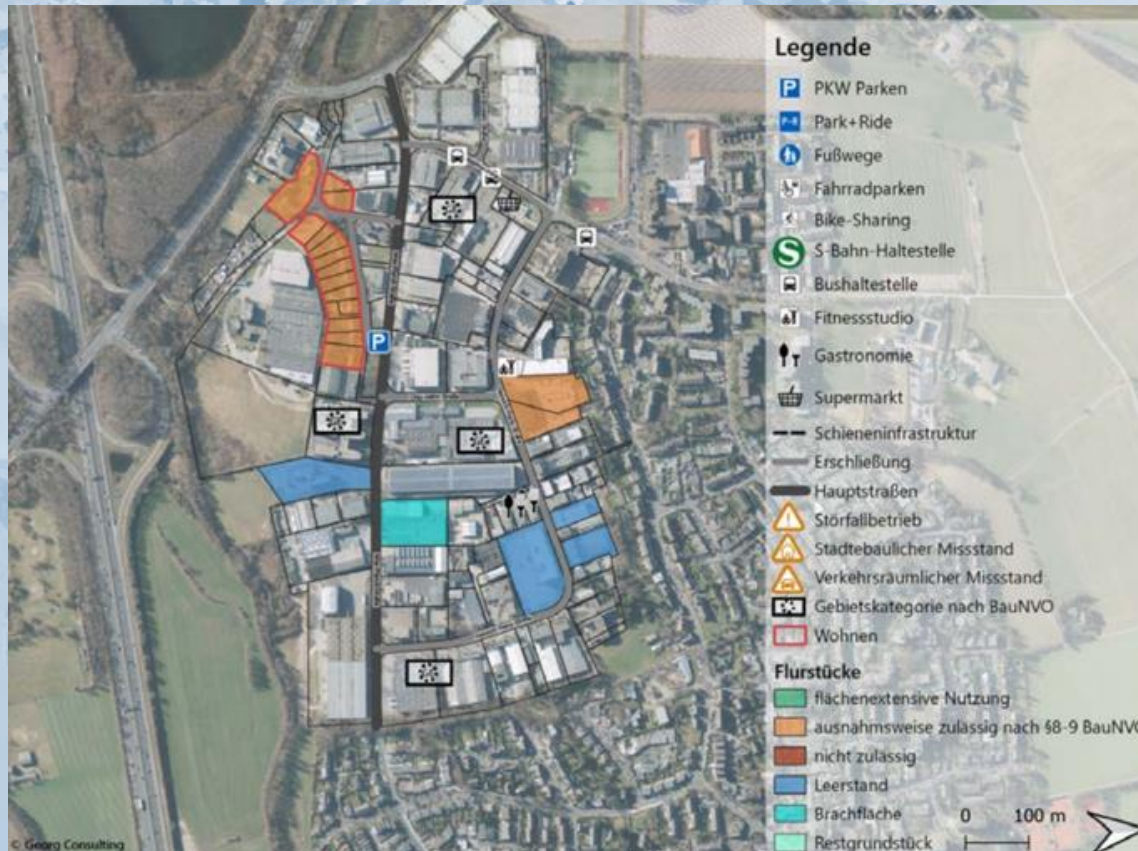 Legende
P PKW Parken
P+R Park+Ride
Fußwege
Fahrradparken
Bike-Sharing
S S-Bahn-Haltestelle
Bushaltestelle
Fitnessstudio
Gastronomie
Supermarkt
Schieneninfrastruktur
Erschließung
Hauptstraßen
Störfallbetrieb
Städtebaulicher Missstand
Verkehrsräumlicher Missstand
Gebietskategorie nach BauNVO
Wohnen
Flurstücke
flächenextensive Nutzung
ausnahmsweise zulässig nach §8-9 BauNVO
nicht zulässig
Leerstand
Brachfläche
Restgrundstück
0 100 m
P
© Georg Consulting